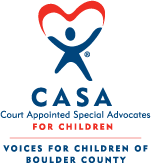 ®
CASA
Court Appointed Special Advocates
FOR CHILDREN
VOICES FOR CHILDREN OF
BOULDER COUNTY